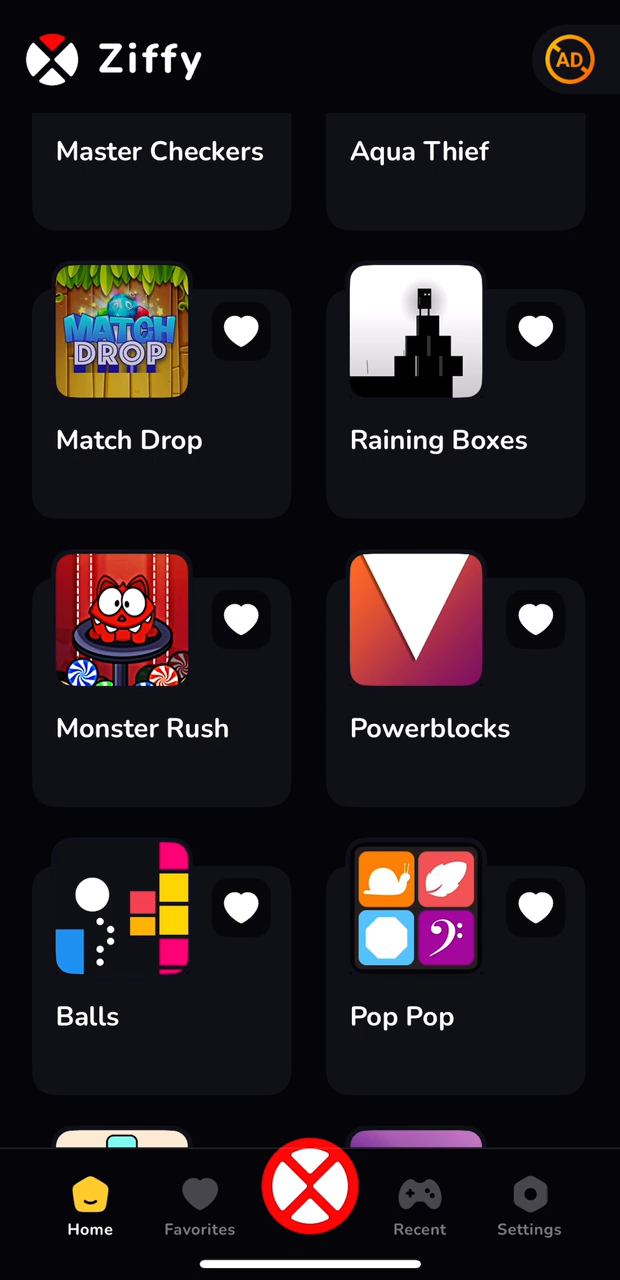 Ziffy
AD
Master Checkers
Aqua Thief
MATCH
DROP
Match Drop
Raining Boxes
Monster Rush
Powerblocks
Balls
Pop Pop
Home
Favorites
Recent
Settings